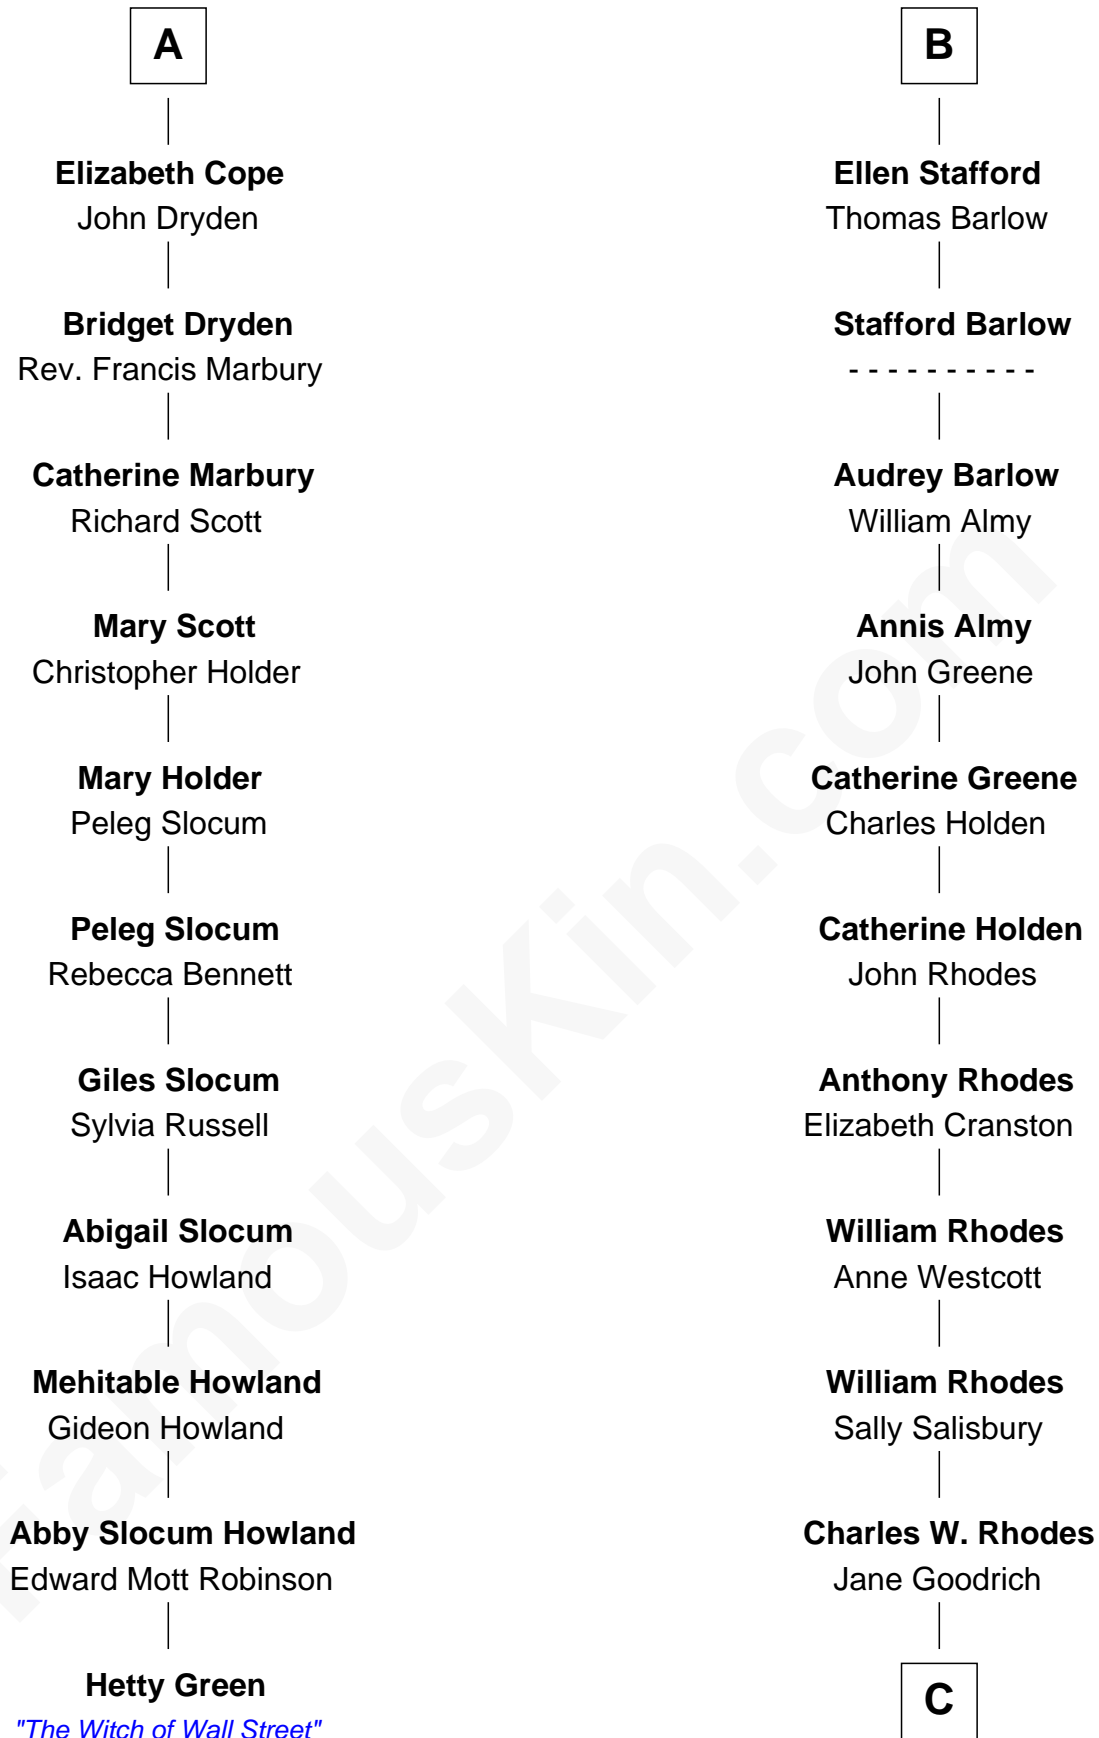 A
Elizabeth Cope
John Dryden
Bridget Dryden
Rev. Francis Marbury
Catherine Marbury
Richard Scott
Mary Scott
Christopher Holder
Mary Holder
Peleg Slocum
Peleg Slocum
Rebecca Bennett
Giles Slocum
Sylvia Russell
Abigail Slocum
Isaac Howland
Mehitable Howland
Gideon Howland
Abby Slocum Howland
Edward Mott Robinson
Hetty Green
"The Witch of Wall Street"
B
Ellen Stafford
Thomas Barlow
Stafford Barlow
- - - - - - - - - -
Audrey Barlow
William Almy
Annis Almy
John Greene
Catherine Greene
Charles Holden
Catherine Holden
John Rhodes
Anthony Rhodes
Elizabeth Cranston
William Rhodes
Anne Westcott
William Rhodes
Sally Salisbury
Charles W. Rhodes
Jane Goodrich
C
FamousKin.com